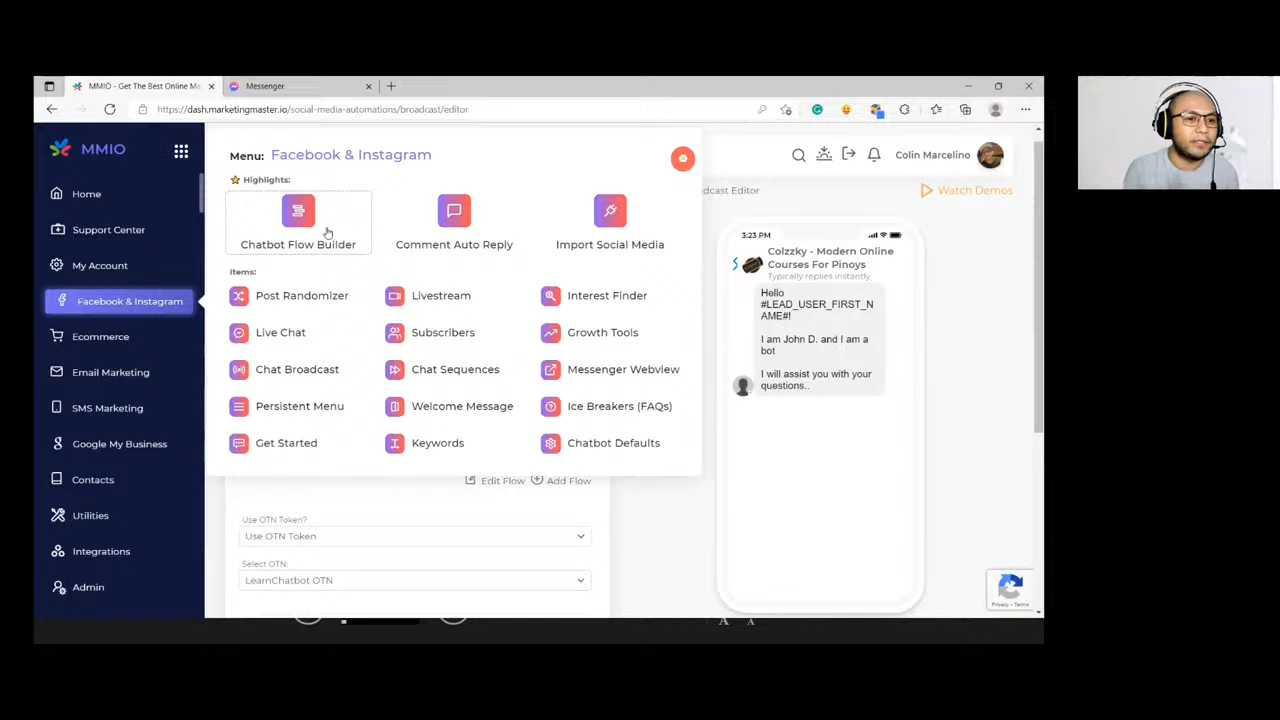 MMIO - Get The Best Online Ma
Messenger
https://dash.marketingmaster.io/social-media-automations/broadcast/editor
MMIO
Home
Support Center
My Account
Facebook & Instagram
Ecommerce
Email Marketing
SMS Marketing
Google My Business
Contacts
Utilities
Integrations
Admin
Menu: Facebook & Instagram
Highlights:
Chatbot Flow Builder
Comment Auto Reply
Import Social Media
Items:
Post Randomizer
Livestream
Interest Finder
Live Chat
Subscribers
Growth Tools
Chat Broadcast
Chat Sequences
Messenger Webview
Persistent Menu
Welcome Message
Ice Breakers (FAQs)
Get Started
Keywords
Chatbot Defaults
Edit Flow
Add Flow
Use OTN Token?
Use OTN Token
Select OTN:
LearnChatbot OTN
Colin Marcelino
dcast Editor
Watch Demos
3:23 PM
Colzzky - Modern Online
Courses For Pinoys
Typically replies instantly
Hello
#LEAD_USER_FIRST_N
AME#!
I am John D. and I am a
bot
I will assist you with your
questions..
Privacy - Terms
A A